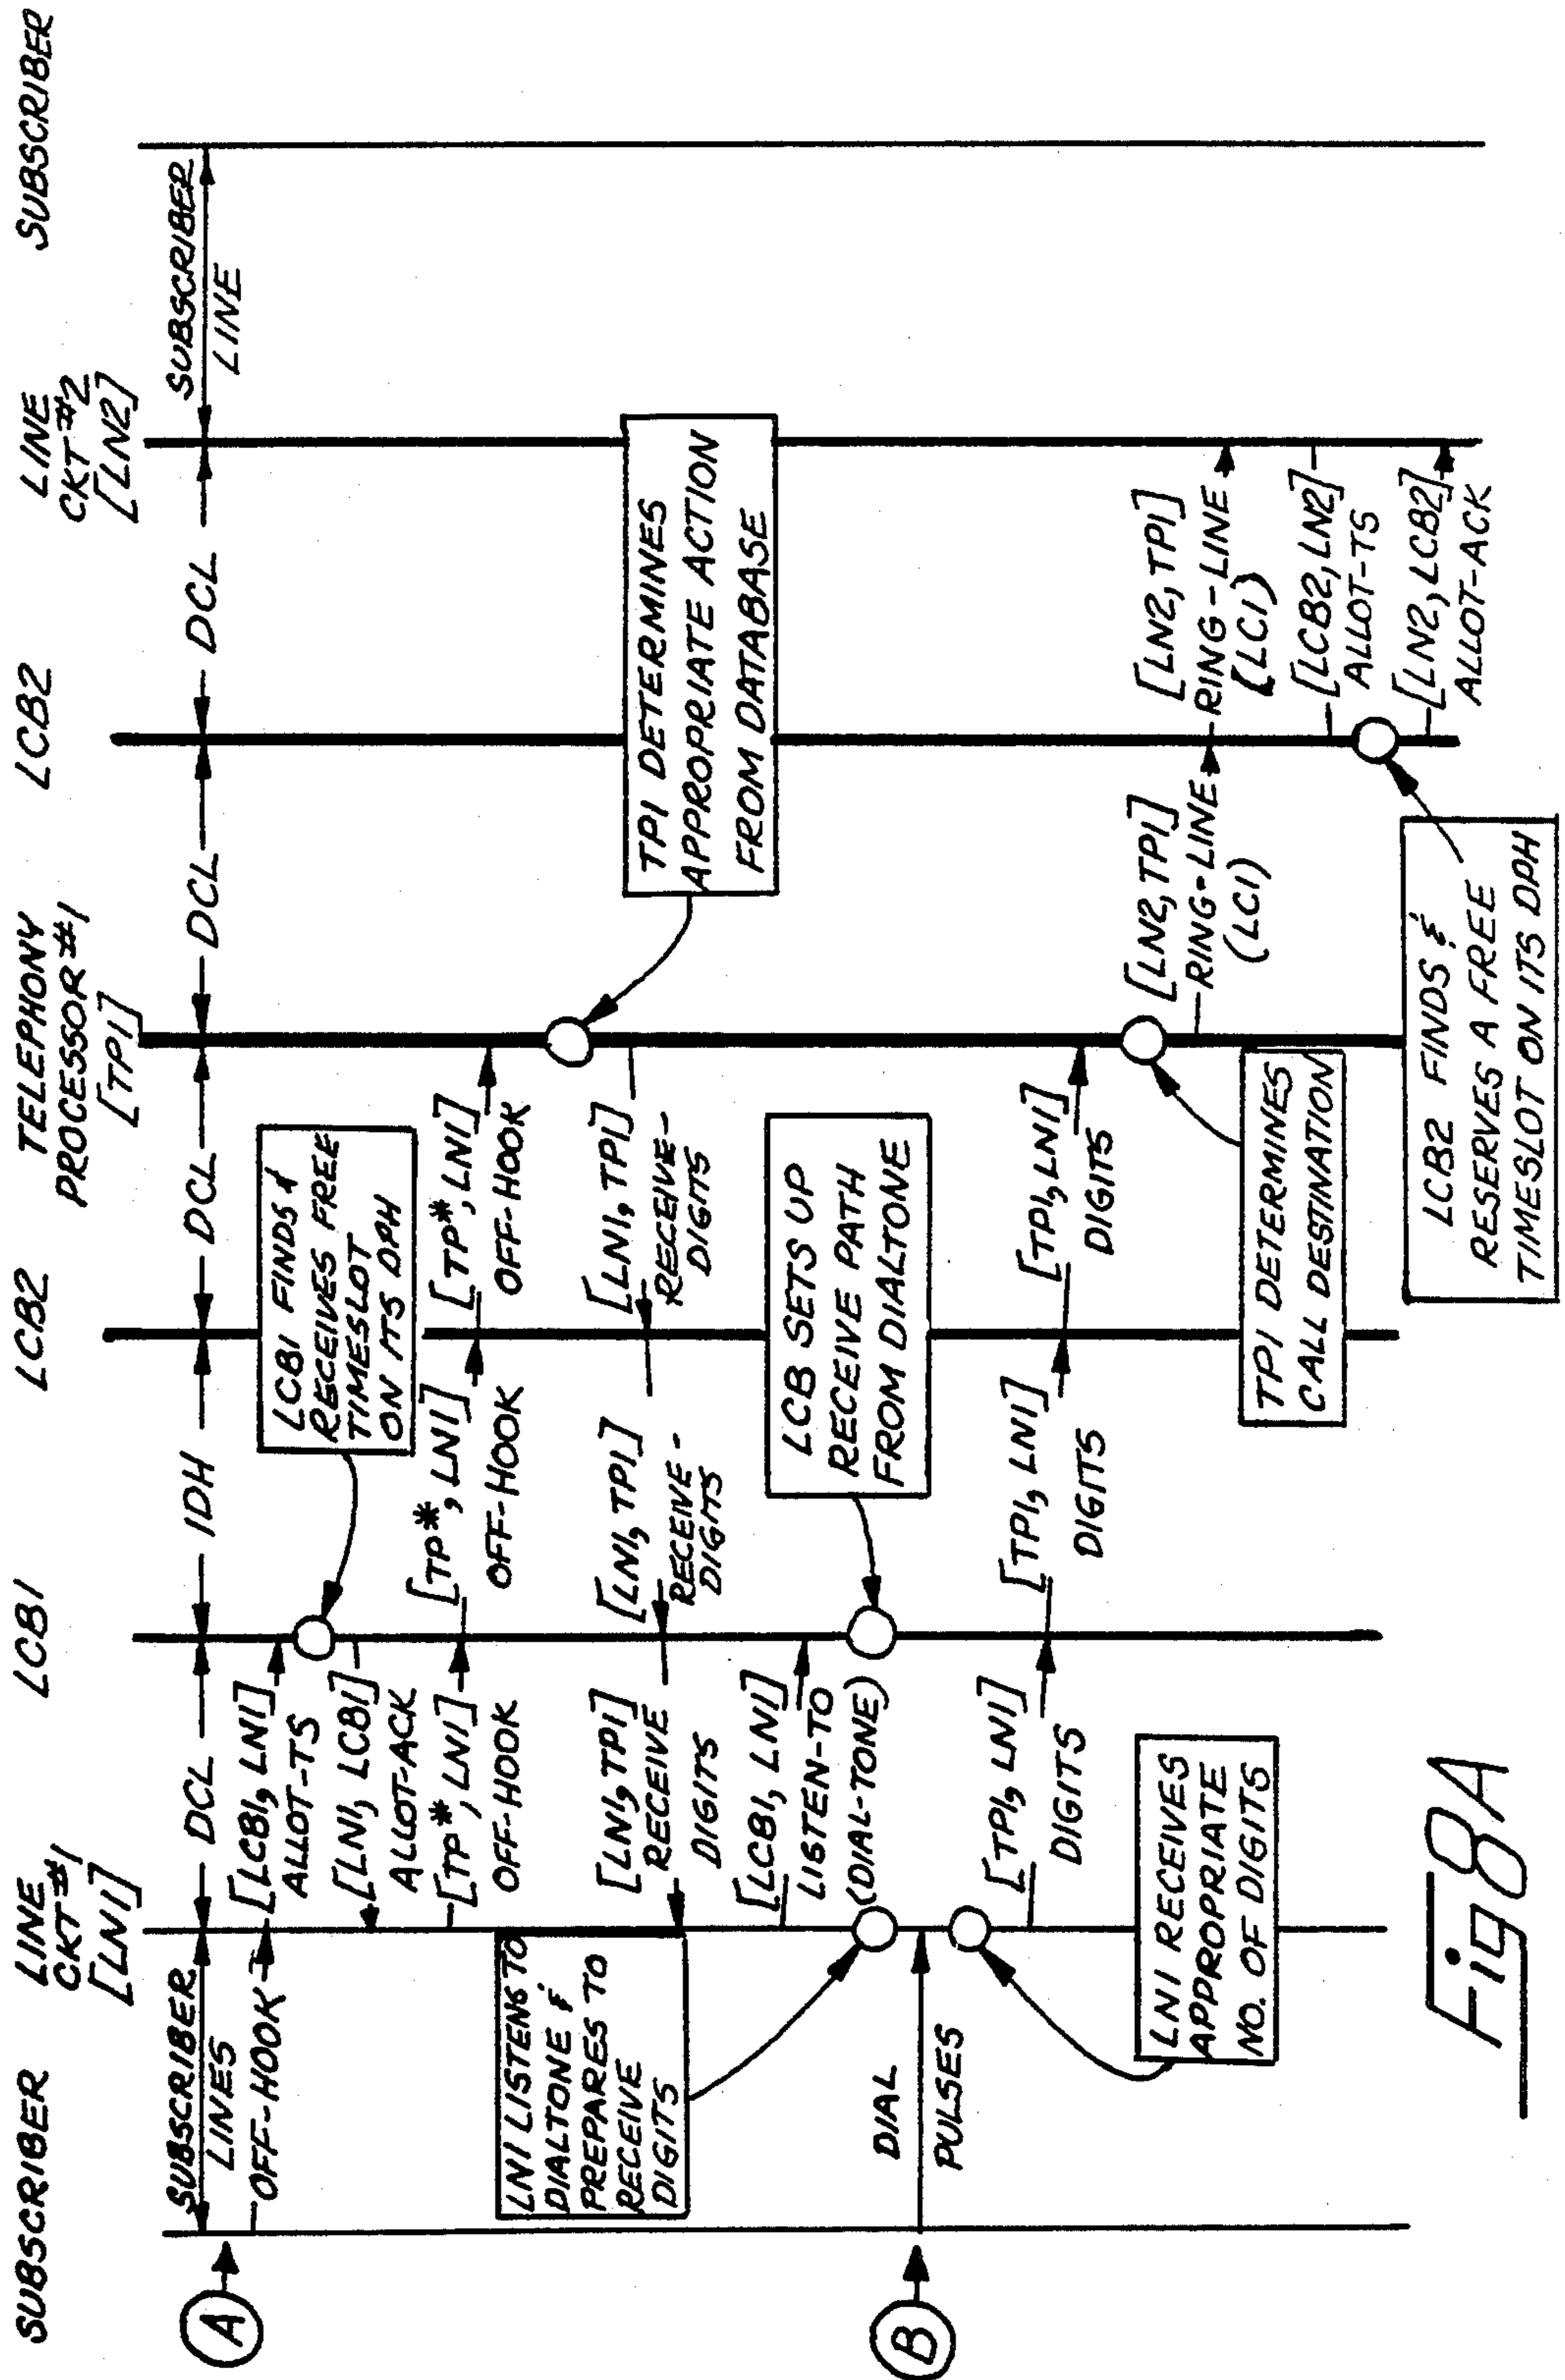 SUBSCRIBER
LINE
CKT #1
[LN1]
LCB1
LCB2
TELEPHONY
PROCESSOR #1
[TP1]
LCB2
LINE
CKT #2
[LN2]
SUBSCRIBER
A
SUBSCRIBER
LINES
DCL
IDH
DCL
DCL
DCL
SUBSCRIBER
LINE
OFF-HOOK
[LCB1, LN1]
ALLOT-TS
LCB1 FINDS &
RECEIVES FREE
TIMESLOT
ON ITS DPH
[LN1, LCB1]
ALLOT-ACK
[TP*, LN1]
OFF-HOOK
[TP*, LN1]
OFF-HOOK
[TP*, LN1]
OFF-HOOK
TP1 DETERMINES
APPROPRIATE ACTION
FROM DATABASE
[LN1, TP1]
RECEIVE-
DIGITS
[LN1, TP1]
RECEIVE-
DIGITS
[LN1, TP1]
RECEIVE
DIGITS
LN1 LISTENS TO
DIALTONE &
PREPARES TO
RECEIVE
DIGITS
[LCB1, LN1]
LISTEN-TO
(DIAL-TONE)
LCB SETS UP
RECEIVE PATH
FROM DIALTONE
B
DIAL
PULSES
LN1 RECEIVES
APPROPRIATE
NO. OF DIGITS
[TP1, LN1]
DIGITS
[TP1, LN1]
DIGITS
[TP1, LN1]
DIGITS
TP1 DETERMINES
CALL DESTINATION
[LN2, TP1]
RING-LINE
(LC1)
[LN2, TP1]
RING-LINE
(LC1)
[LCB2, LN2]
ALLOT-TS
LCB2 FINDS &
RESERVES A FREE
TIMESLOT ON ITS DPH
[LN2, LCB2]
ALLOT-ACK
Fig 8A